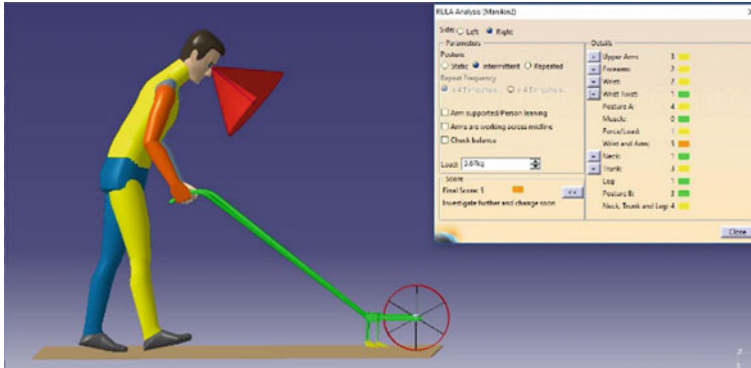 RULA Analysis (Manikin2)
Side: Left Right
Parameters
Posture
Static Intermittent Repeated
Repeat Frequency
Arm supported/Person leaning
Arms are working across midline
Check balance
Load: 3.67kg
Score
Final Score: 5
<<
Investigate further and change soon
Details
Upper Arm: 3
Forearm: 2
Wrist: 2
Wrist Twist: 1
Posture A: 4
Muscle: 0
Force/Load: 1
Wrist and Arm: 5
Neck: 1
Trunk: 3
Leg: 1
Posture B: 3
Neck, Trunk and Leg: 4
Close